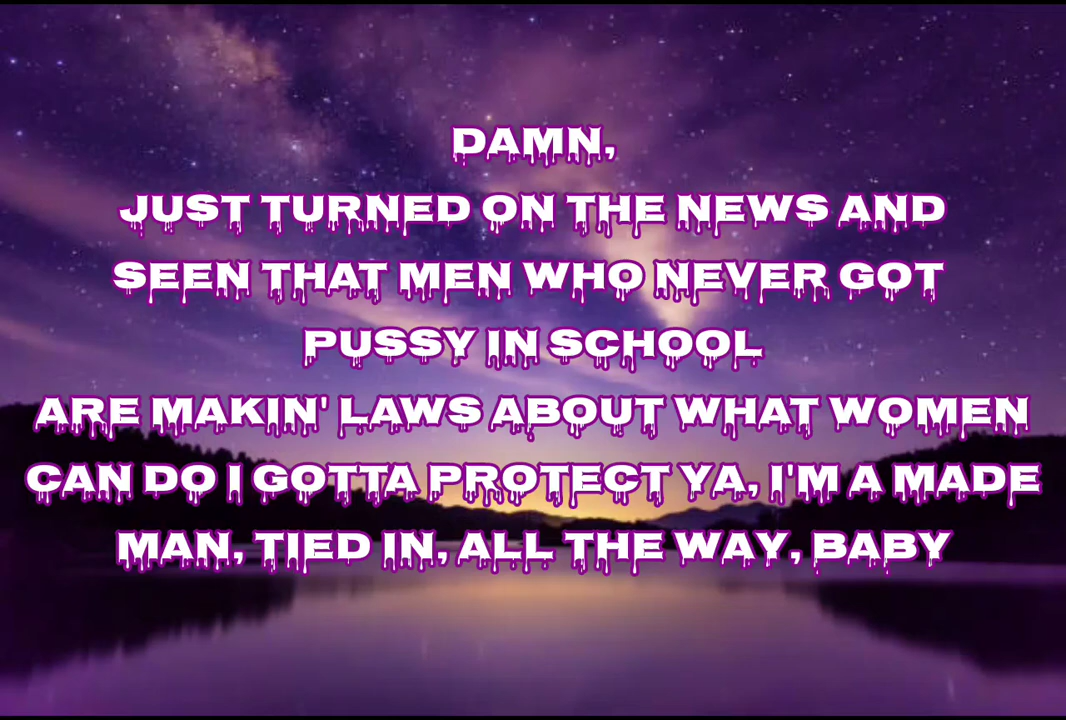 DAMN,
JUST TURNED ON THE NEWS AND
SEEN THAT MEN WHO NEVER GOT
PUSSY IN SCHOOL
ARE MAKIN' LAWS ABOUT WHAT WOMEN
CAN DO I GOTTA PROTECT YA, I'M A MADE
MAN, TIED IN, ALL THE WAY, BABY